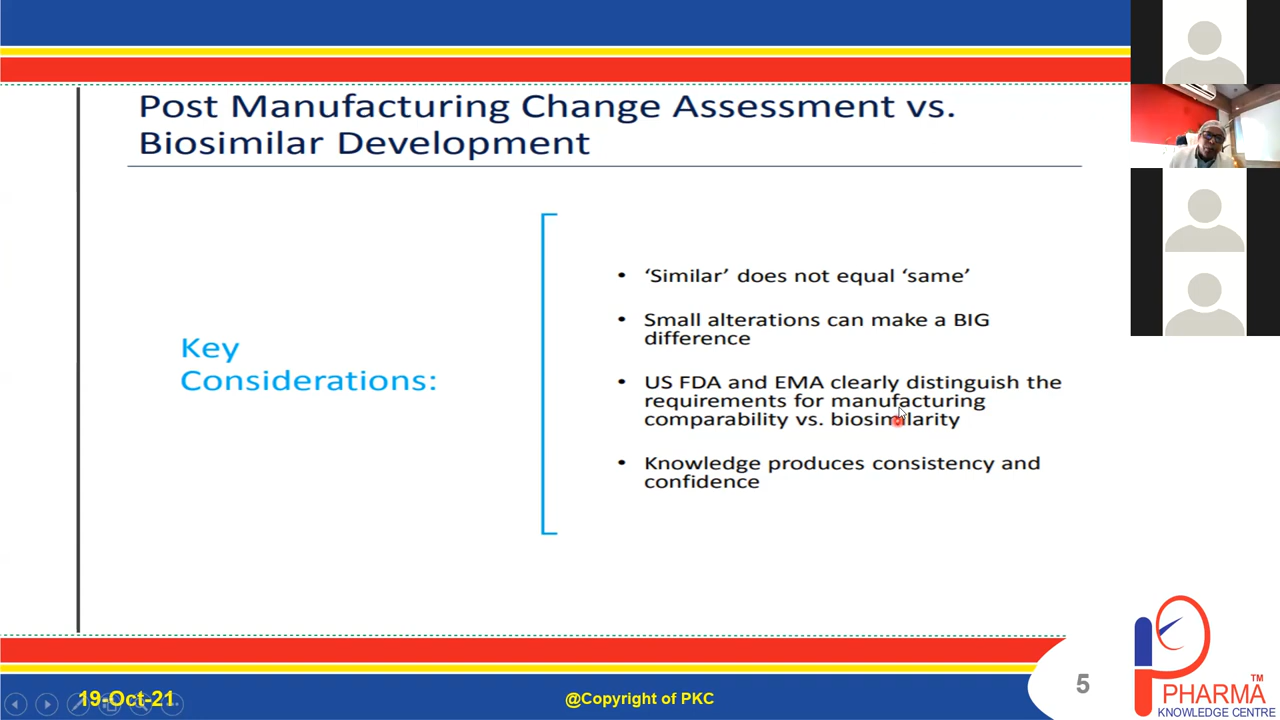 Post Manufacturing Change Assessment vs.
Biosimilar Development
Key
Considerations:
• ‘Similar’ does not equal ‘same’
• Small alterations can make a BIG
difference
• US FDA and EMA clearly distinguish the
requirements for manufacturing
comparability vs. biosimilarity
• Knowledge produces consistency and
confidence
19-Oct-21
@Copyright of PKC
5
PHARMA™
KNOWLEDGE CENTRE